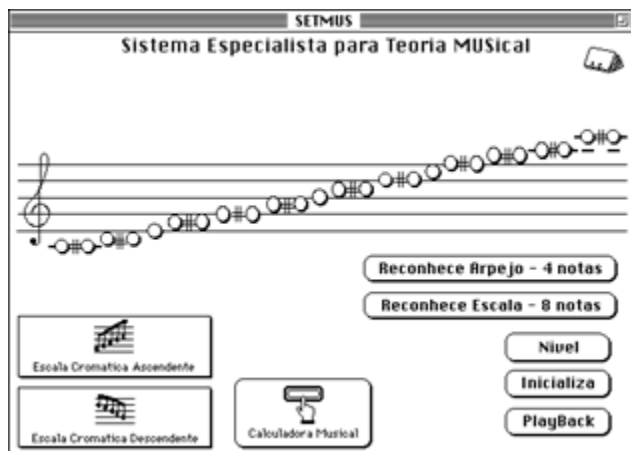 SETMUS
Sistema Especialista para Teoria MUSical
Reconhece Arpejo - 4 notas
Reconhece Escala - 8 notas
Escala Cromatica Ascendente
Nivel
Inicializa
Escala Cromatica Descendente
Calculadora Musical
PlayBack